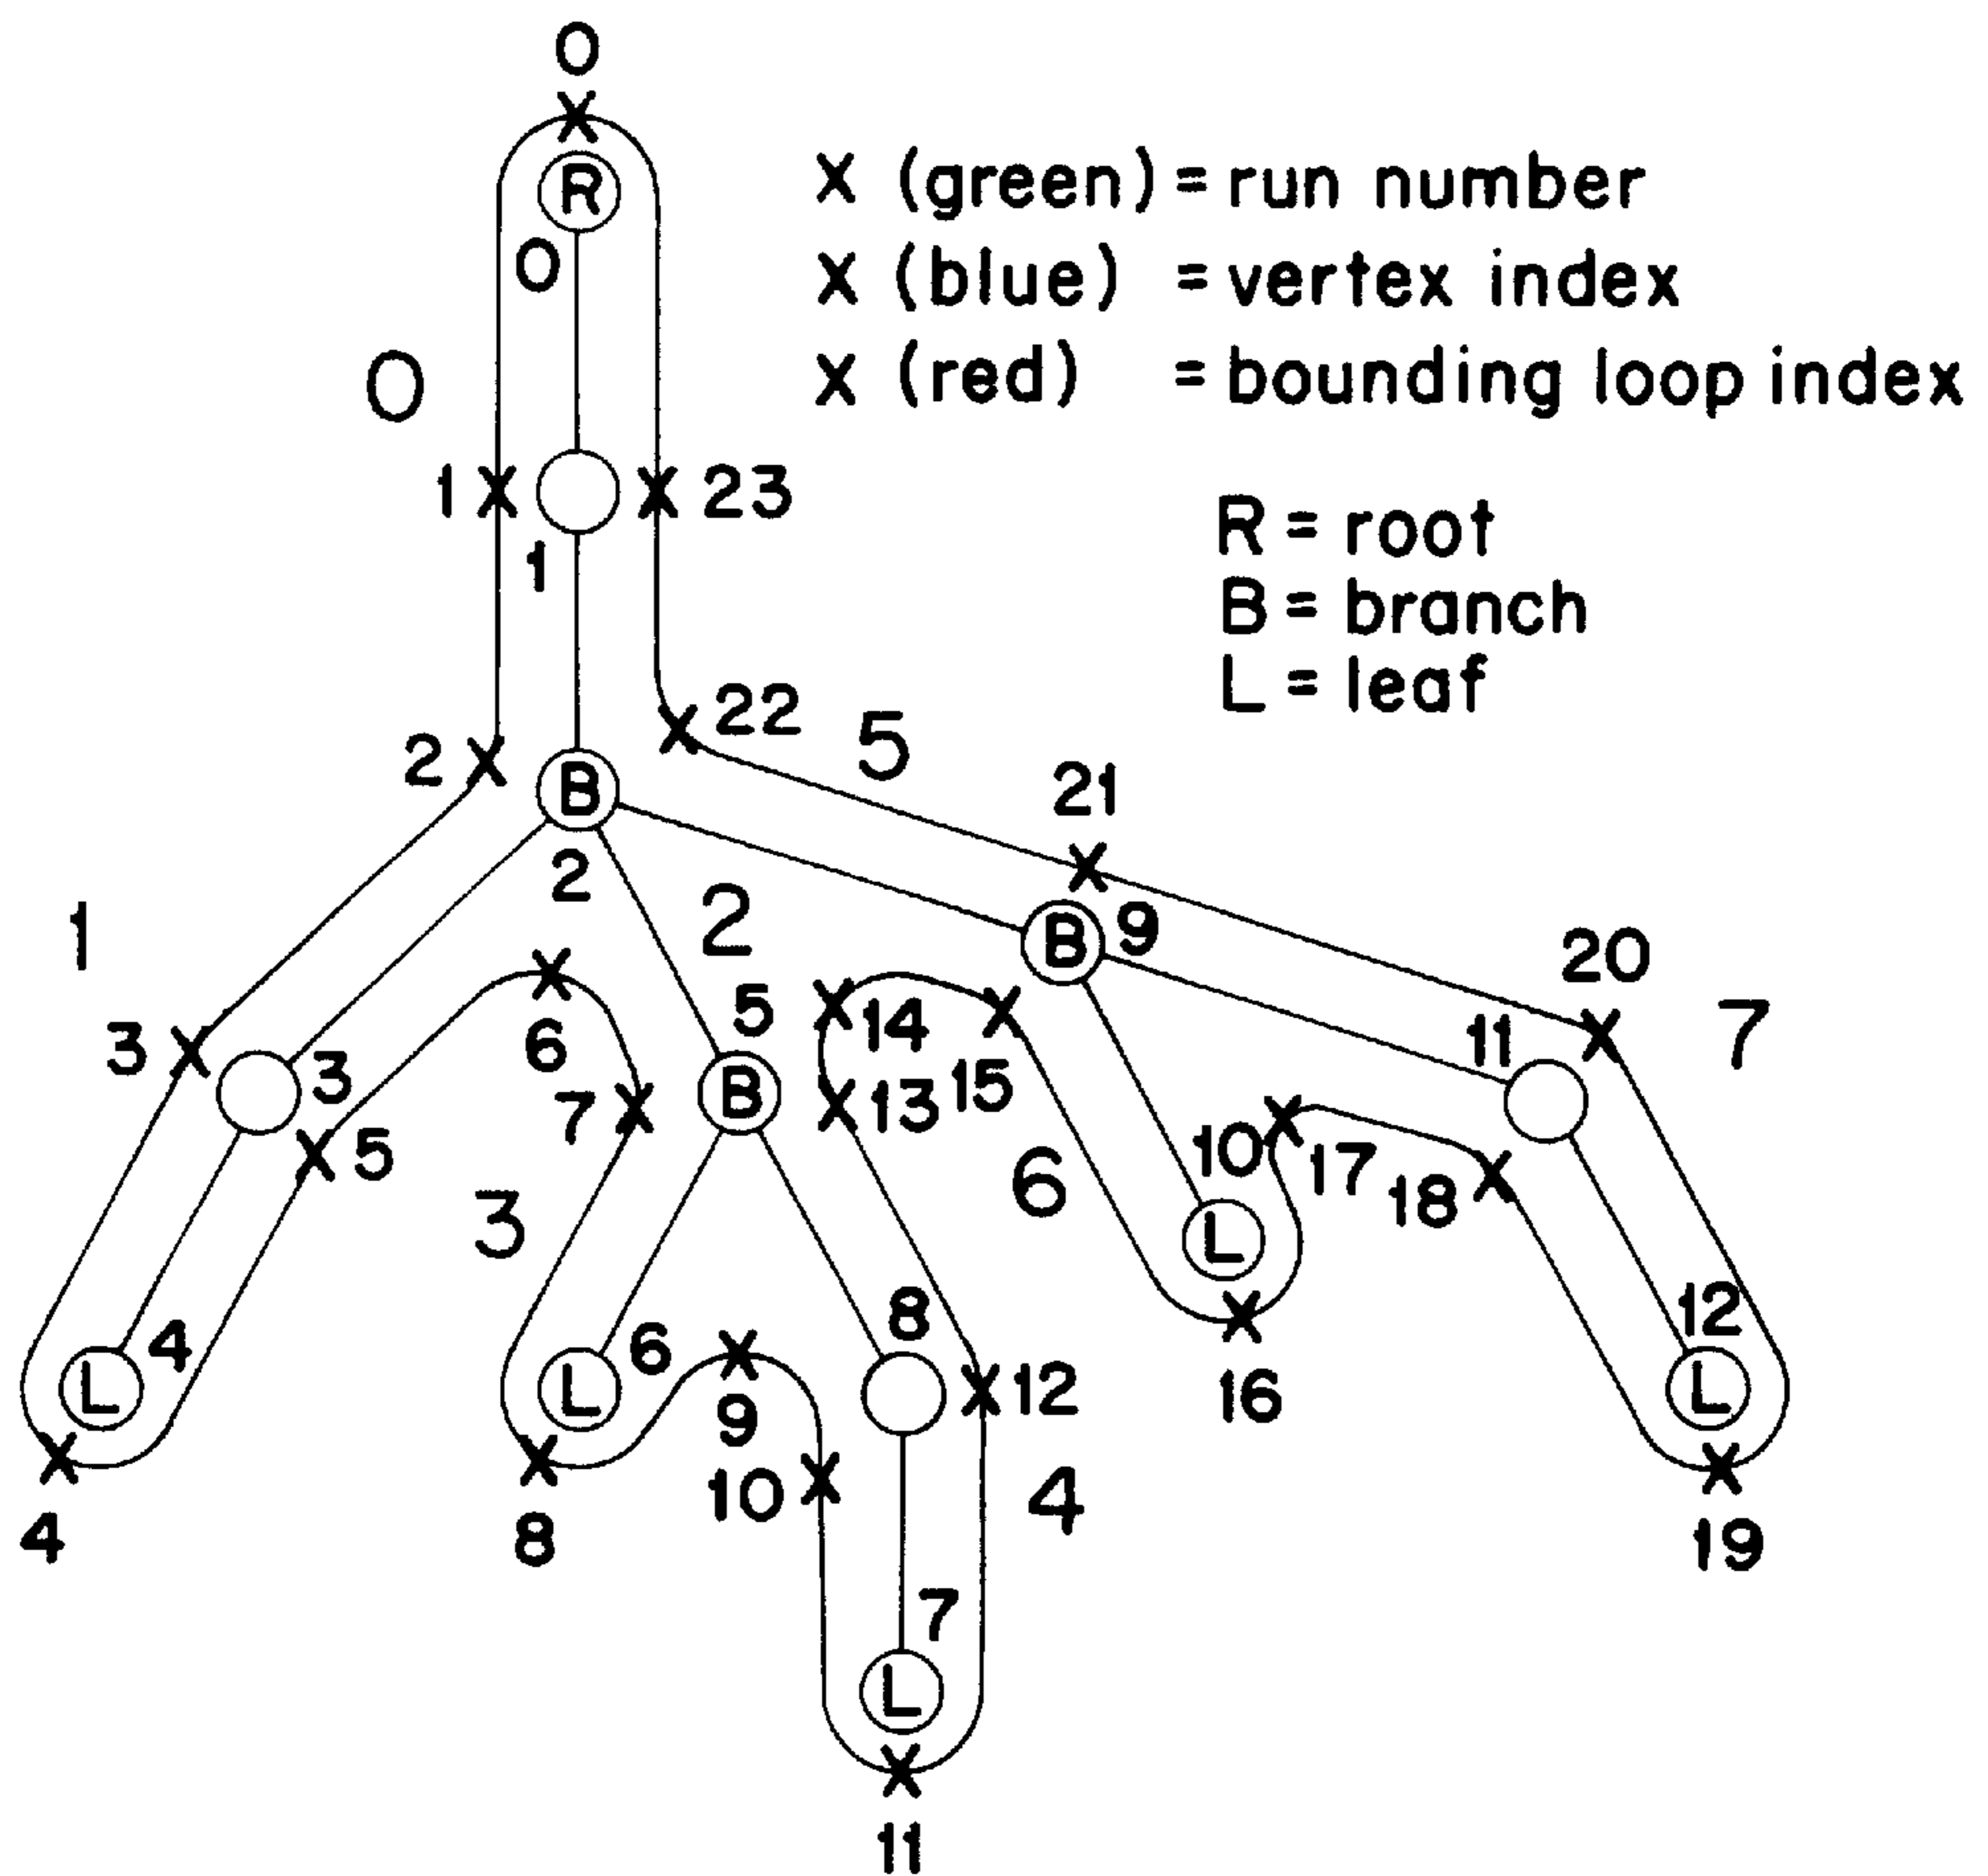 0
R
X (green) = run number
0
X (blue) = vertex index
0
X (red) = bounding loop index
1
X
X
23
R = root
1
B = branch
L = leaf
2
X
B
X
22
5
21
2
1
2
X
B
9
20
3
X
3
6
7
X
5
B
X
14
X
15
13
11
X
7
5
3
6
10
17
18
L
4
L
4
L
6
9
10
8
8
X
12
4
16
12
L
19
7
L
11